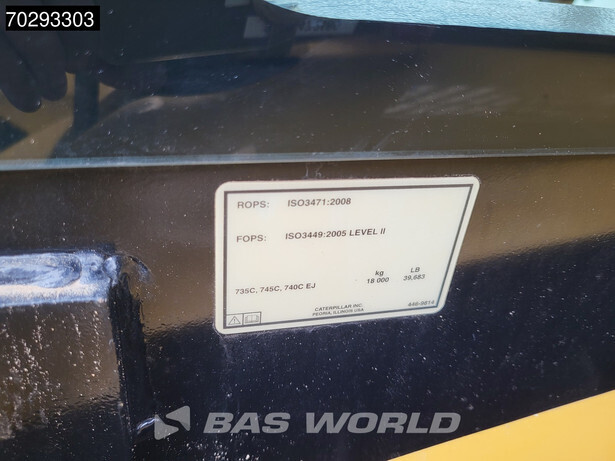 70293303
ROPS: ISO3471:2008
FOPS: ISO3449:2005 LEVEL II
kg LB
735C, 745C, 740C EJ 18 000 39,683
CATERPILLAR INC.
PEORIA, ILLINOIS USA
446-9814
BAS WORLD